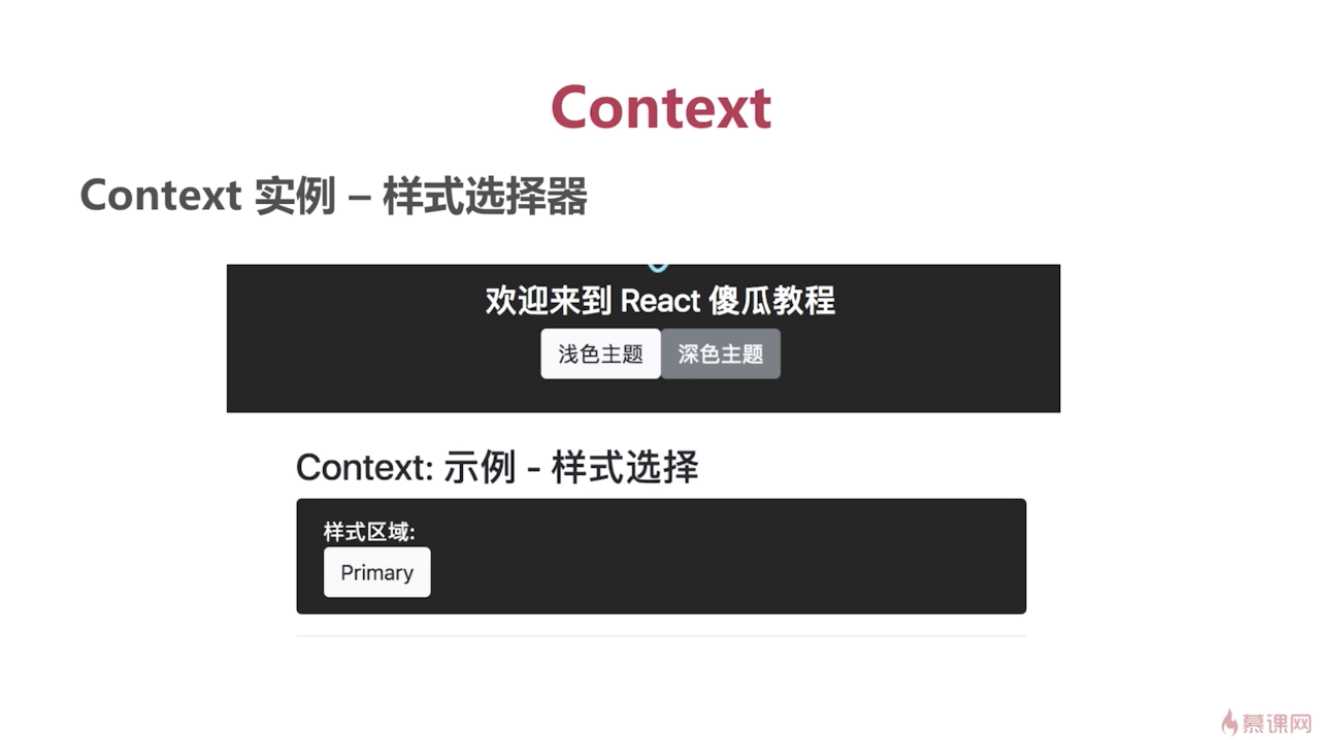 Context
Context 实例 – 样式选择器
欢迎来到 React 傻瓜教程
浅色主题 深色主题
Context: 示例 - 样式选择
样式区域:
Primary
慕课网